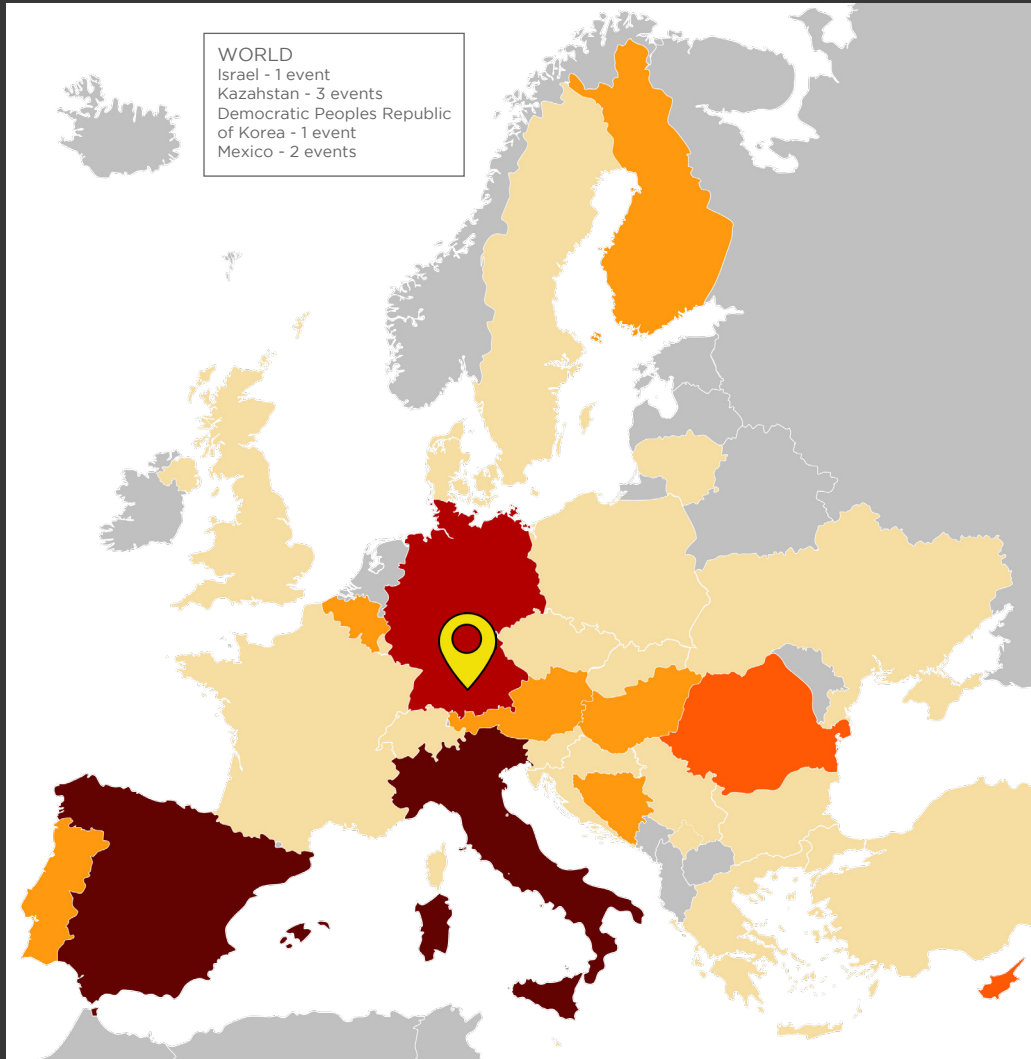 WORLD
Israel - 1 event
Kazahstan - 3 events
Democratic Peoples Republic
of Korea - 1 event
Mexico - 2 events